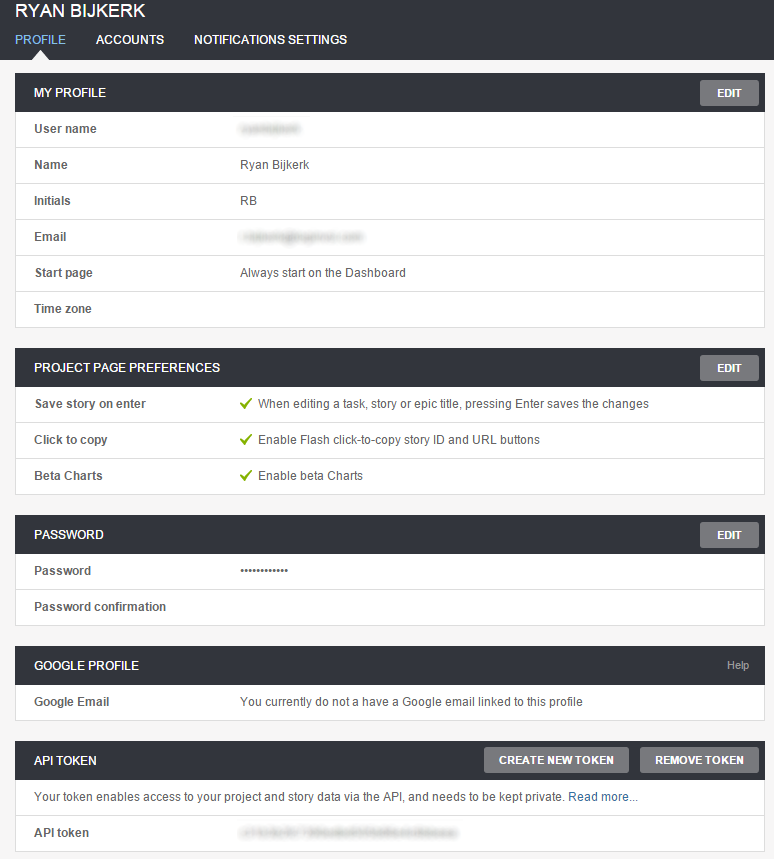 RYAN BIJKERK
PROFILE ACCOUNTS NOTIFICATIONS SETTINGS
MY PROFILE EDIT
User name
Name Ryan Bijkerk
Initials RB
Email
Start page Always start on the Dashboard
Time zone
PROJECT PAGE PREFERENCES EDIT
Save story on enter When editing a task, story or epic title, pressing Enter saves the changes
Click to copy Enable Flash click-to-copy story ID and URL buttons
Beta Charts Enable beta Charts
PASSWORD EDIT
Password ••••••••••••
Password confirmation
GOOGLE PROFILE Help
Google Email You currently do not a have a Google email linked to this profile
API TOKEN CREATE NEW TOKEN REMOVE TOKEN
Your token enables access to your project and story data via the API, and needs to be kept private. Read more...
API token